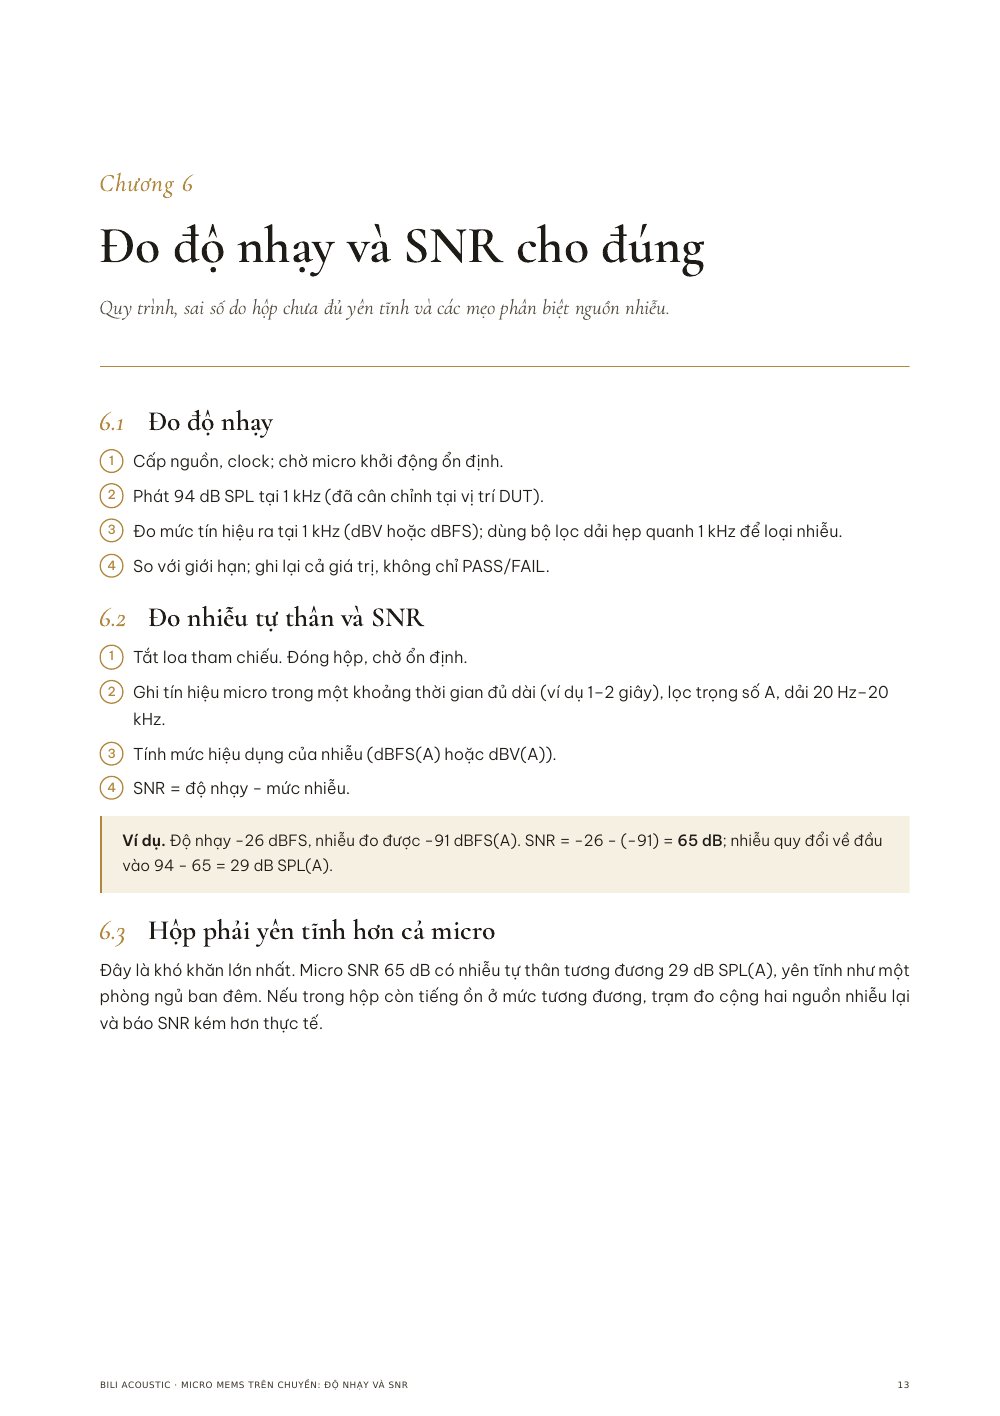 Chương 6
Đo độ nhạy và SNR cho đúng
Quy trình, sai số do hộp chưa đủ yên tĩnh và các mẹo phân biệt nguồn nhiễu.
6.1 Đo độ nhạy
1 Cấp nguồn, clock; chờ micro khởi động ổn định.
2 Phát 94 dB SPL tại 1 kHz (đã cân chỉnh tại vị trí DUT).
3 Đo mức tín hiệu ra tại 1 kHz (dBV hoặc dBFS); dùng bộ lọc dải hẹp quanh 1 kHz để loại nhiễu.
4 So với giới hạn; ghi lại cả giá trị, không chỉ PASS/FAIL.
6.2 Đo nhiễu tự thân và SNR
1 Tắt loa tham chiếu. Đóng hộp, chờ ổn định.
2 Ghi tín hiệu micro trong một khoảng thời gian đủ dài (ví dụ 1–2 giây), lọc trọng số A, dải 20 Hz–20
kHz.
3 Tính mức hiệu dụng của nhiễu (dBFS(A) hoặc dBV(A)).
4 SNR = độ nhạy − mức nhiễu.
Ví dụ. Độ nhạy −26 dBFS, nhiễu đo được −91 dBFS(A). SNR = −26 − (−91) = 65 dB; nhiễu quy đổi về đầu
vào 94 − 65 = 29 dB SPL(A).
6.3 Hộp phải yên tĩnh hơn cả micro
Đây là khó khăn lớn nhất. Micro SNR 65 dB có nhiễu tự thân tương đương 29 dB SPL(A), yên tĩnh như một
phòng ngủ ban đêm. Nếu trong hộp còn tiếng ồn ở mức tương đương, trạm đo cộng hai nguồn nhiễu lại
và báo SNR kém hơn thực tế.
BILI ACOUSTIC · MICRO MEMS TRÊN CHUYỀN: ĐỘ NHẠY VÀ SNR 13